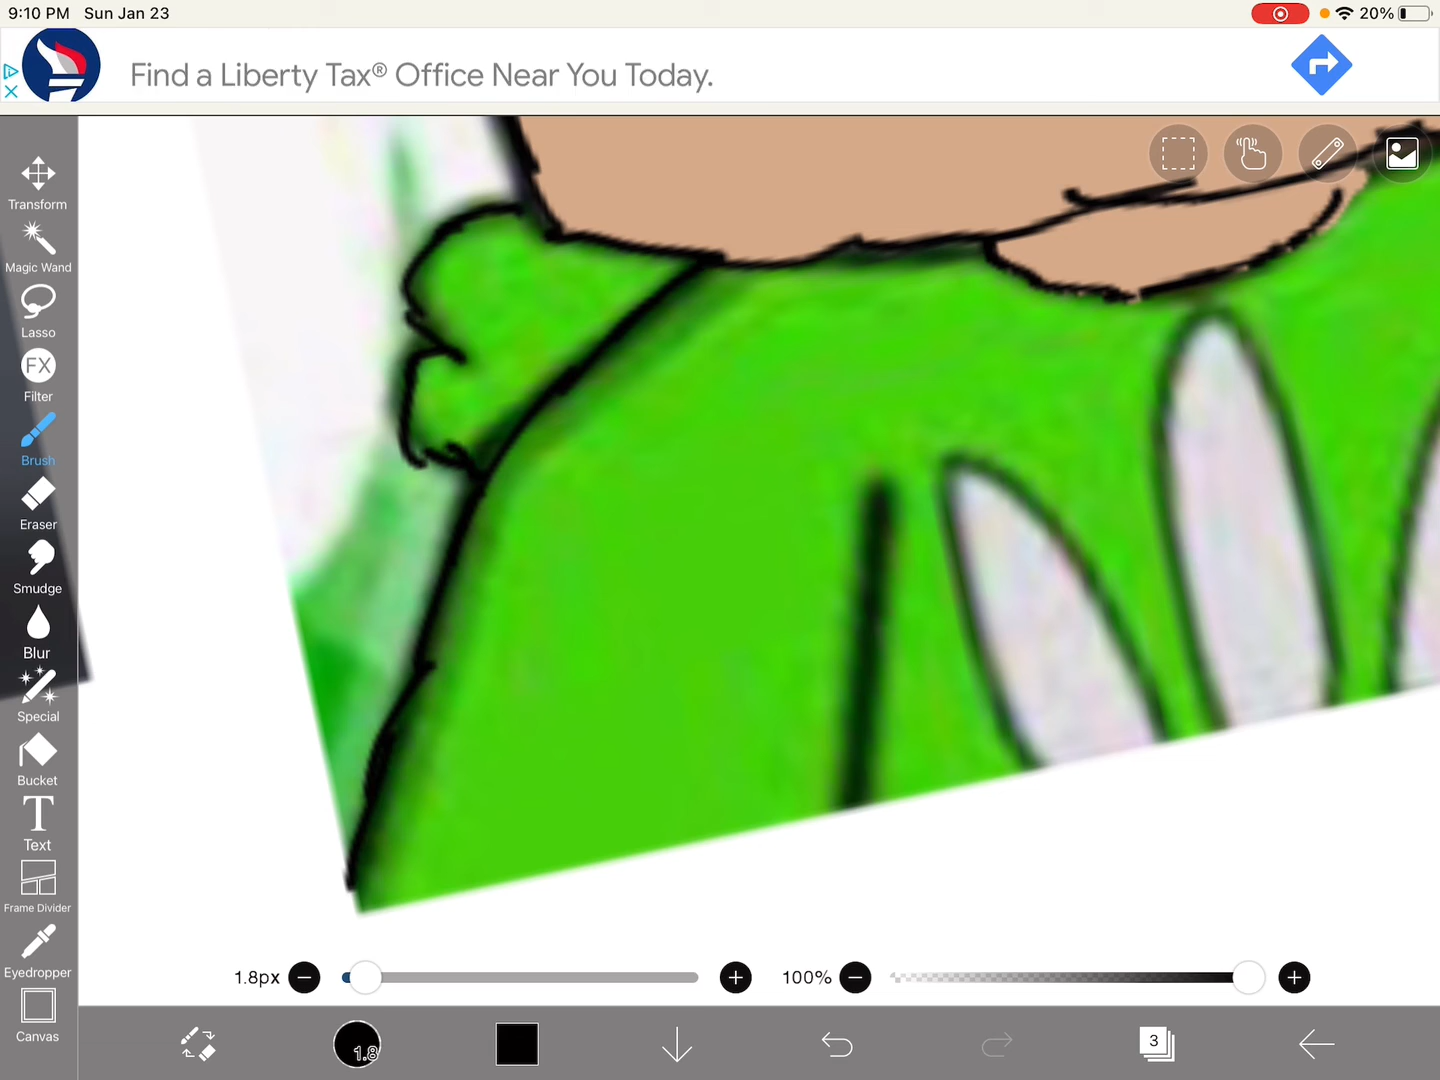 9:10 PM Sun Jan 23
20%
Find a Liberty Tax® Office Near You Today.
Transform
Magic Wand
Lasso
FX
Filter
Brush
Eraser
Smudge
Blur
Special
Bucket
T
Text
Frame Divider
Eyedropper
Canvas
1.8px
100%
1.8
3